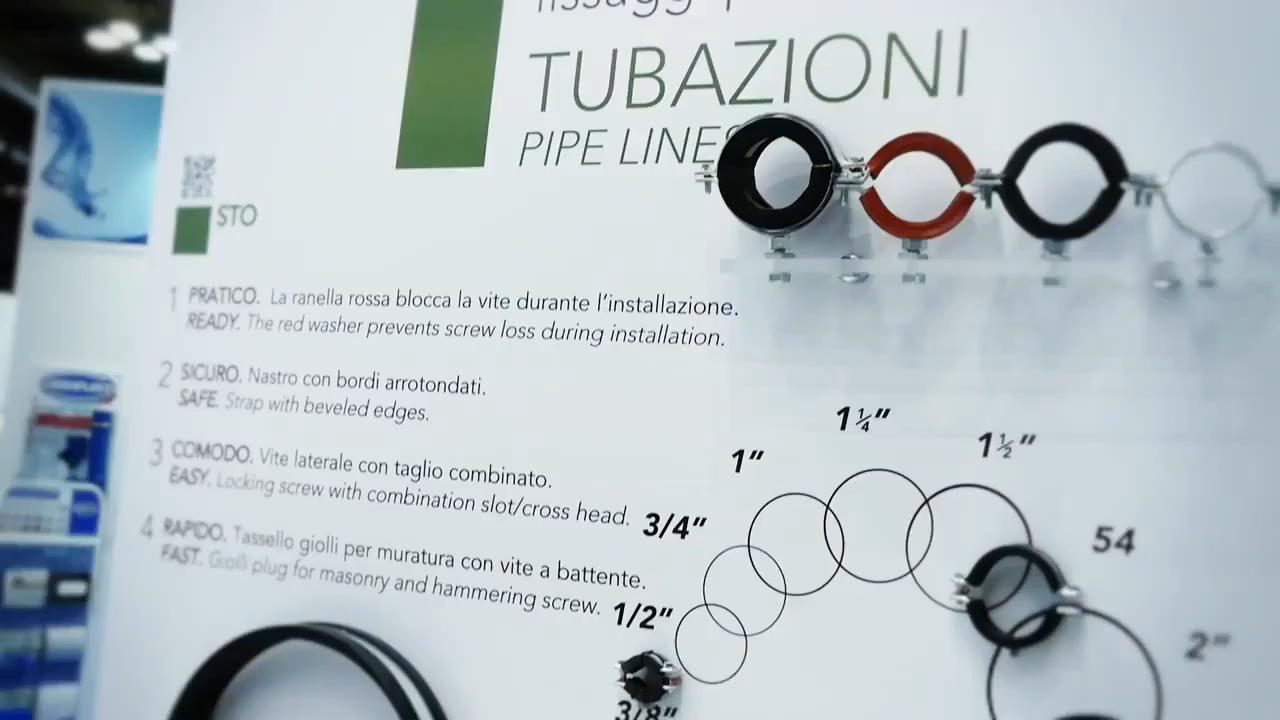 fissagg
TUBAZIONI
PIPE LINES
STO
1 PRATICO. La ranella rossa blocca la vite durante l'installazione.
READY. The red washer prevents screw loss during installation.
2 SICURO. Nastro con bordi arrotondati.
SAFE. Strap with beveled edges.
3 COMODO. Vite laterale con taglio combinato.
EASY. Locking screw with combination slot/cross head.
4 RAPIDO. Tassello giolli per muratura con vite a battente.
FAST. Giolli plug for masonry and hammering screw.
3/8"
1/2"
3/4"
1"
1¼"
1½"
54
2"